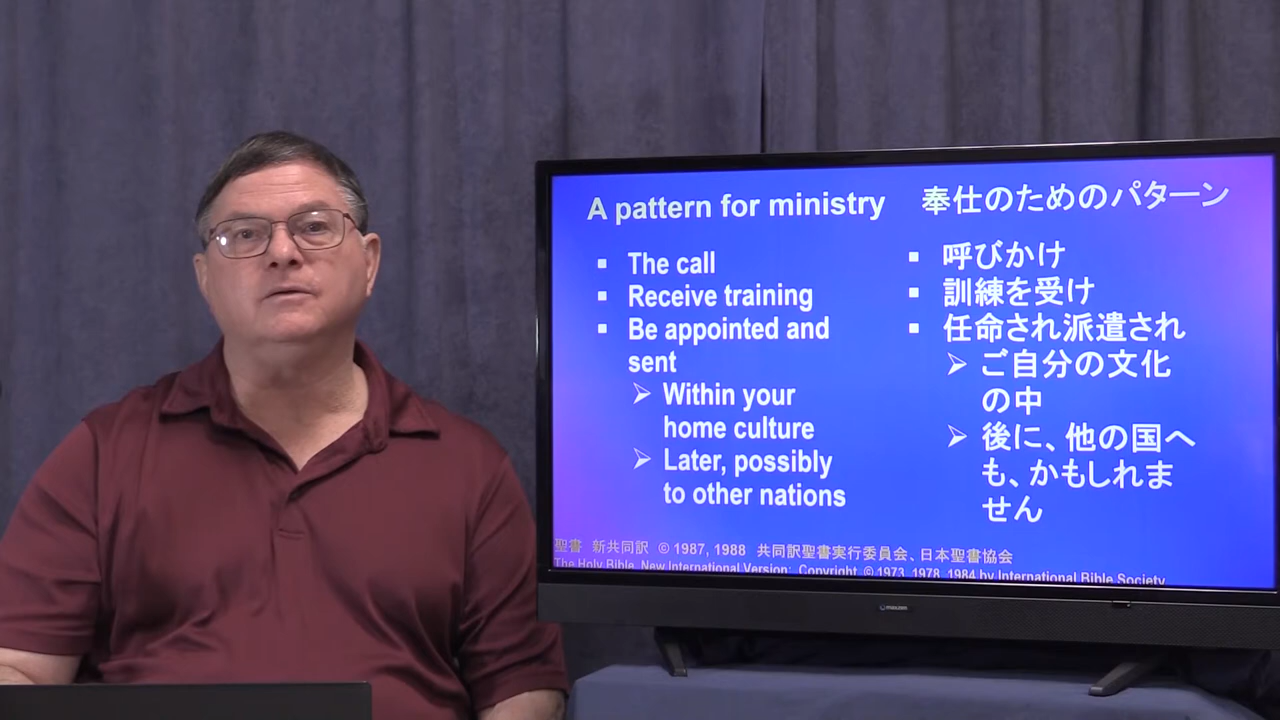 A pattern for ministry
The call
Receive training
Be appointed and
sent
Within your
home culture
Later, possibly
to other nations
奉仕のためのパターン
呼びかけ
訓練を受け
任命され派遣され
ご自分の文化
の中
後に、他の国へ
も、かもしれま
せん
聖書 新共同訳 © 1987, 1988 共同訳聖書実行委員会、日本聖書協会
The Holy Bible, New International Version; Copyright, © 1973, 1978, 1984 by International Bible Society